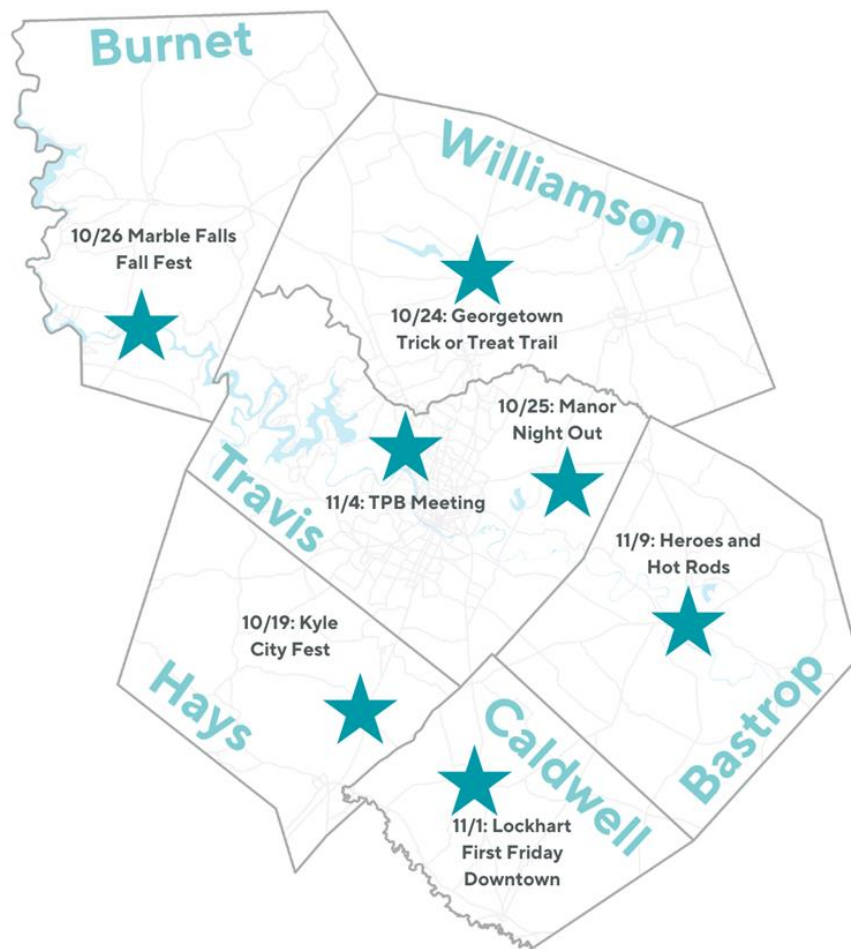 Burnet
Williamson
10/26 Marble Falls
Fall Fest
10/24: Georgetown
Trick or Treat Trail
10/25: Manor
Night Out
Travis
11/4: TPB Meeting
11/9: Heroes and
Hot Rods
10/19: Kyle
City Fest
Hays
Caldwell
Bastrop
11/1: Lockhart
First Friday
Downtown